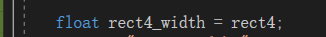 float rect4_width = rect4;